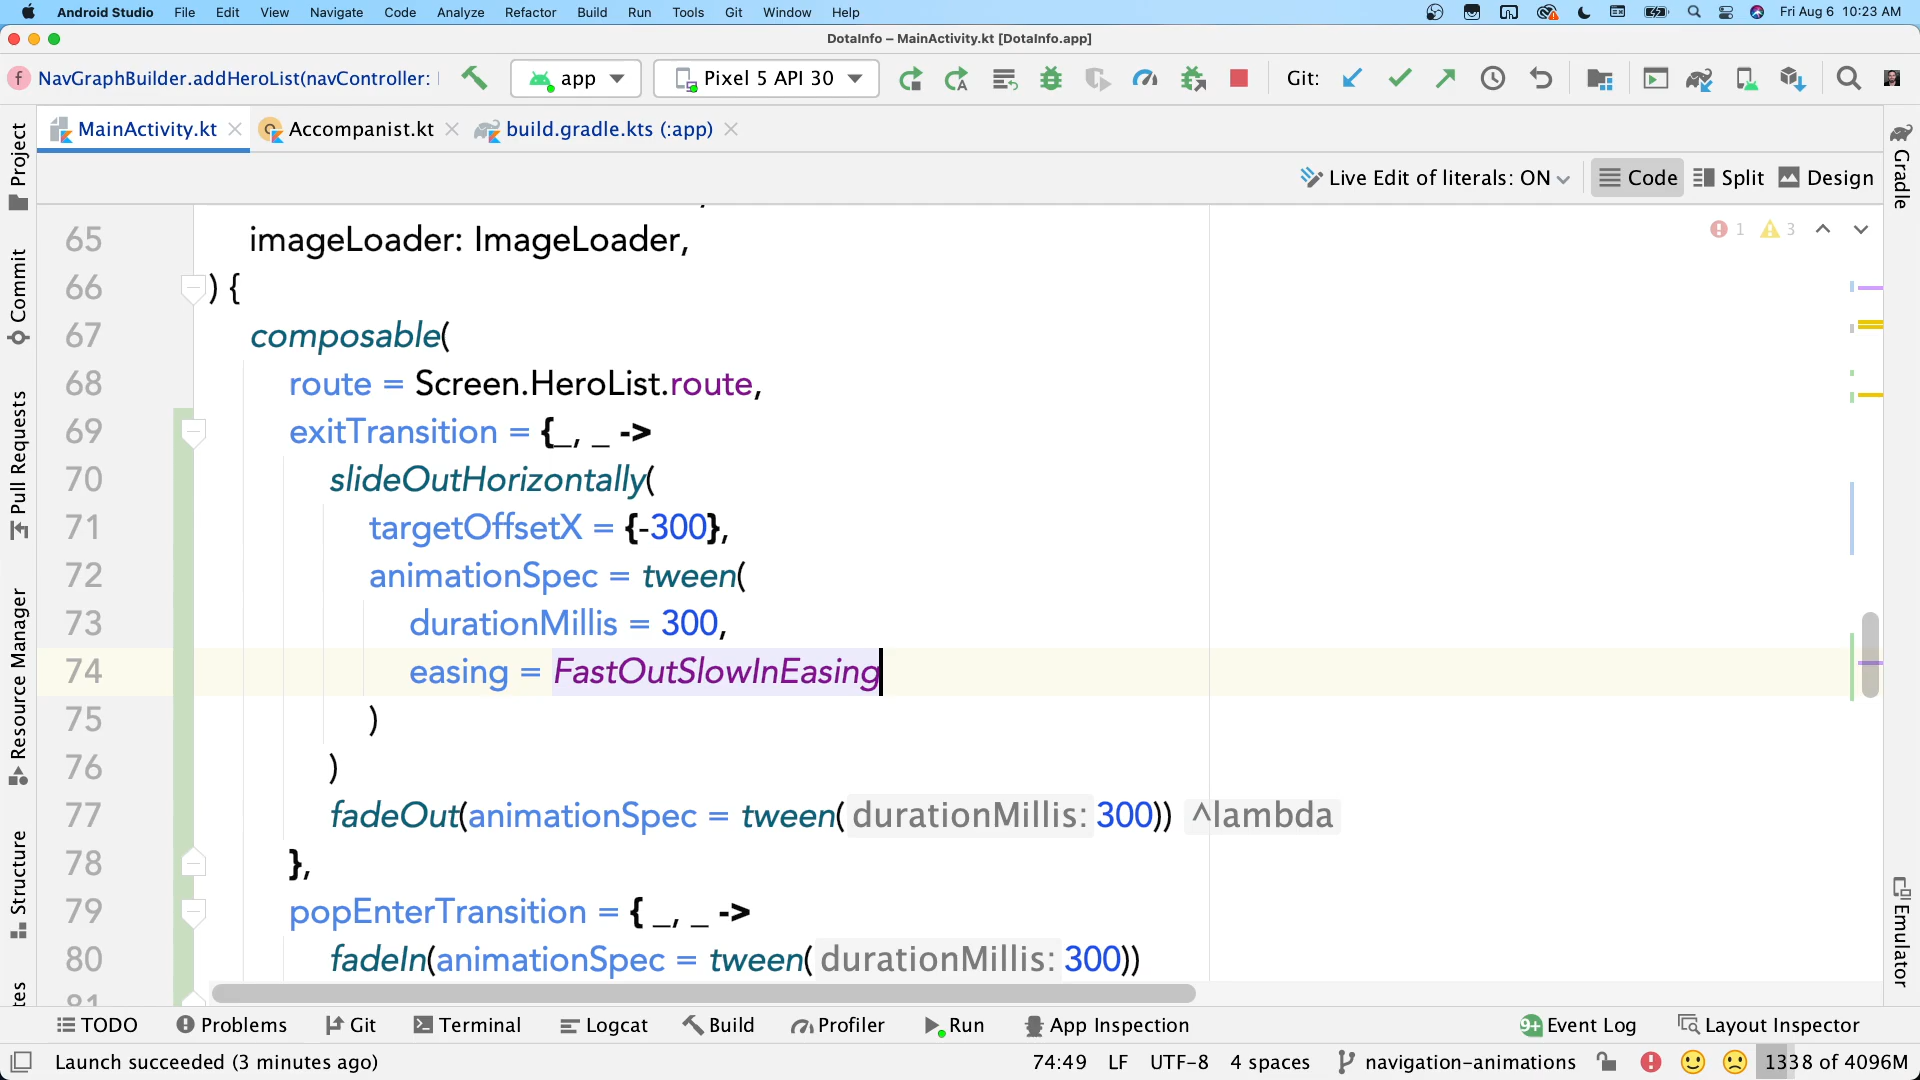 Android Studio File Edit View Navigate Code Analyze Refactor Build Run Tools Git Window Help Fri Aug 6 10:23 AM
DotaInfo – MainActivity.kt [DotaInfo.app]
NavGraphBuilder.addHeroList(navController: app Pixel 5 API 30 Git:
MainActivity.kt Accompanist.kt build.gradle.kts (:app)
Live Edit of literals: ON Code Split Design
Project
Commit
Pull Requests
Resource Manager
Structure
Gradle
Emulator
1 3
65 imageLoader: ImageLoader,
66 ) {
67 composable(
68 route = Screen.HeroList.route,
69 exitTransition = {_, _ ->
70 slideOutHorizontally(
71 targetOffsetX = {-300},
72 animationSpec = tween(
73 durationMillis = 300,
74 easing = FastOutSlowInEasing
75 )
76 )
77 fadeOut(animationSpec = tween( durationMillis: 300)) ^lambda
78 },
79 popEnterTransition = { _, _ ->
80 fadeIn(animationSpec = tween( durationMillis: 300))
81
TODO Problems Git Terminal Logcat Build Profiler Run App Inspection 9+ Event Log Layout Inspector
Launch succeeded (3 minutes ago) 74:49 LF UTF-8 4 spaces navigation-animations 1338 of 4096M